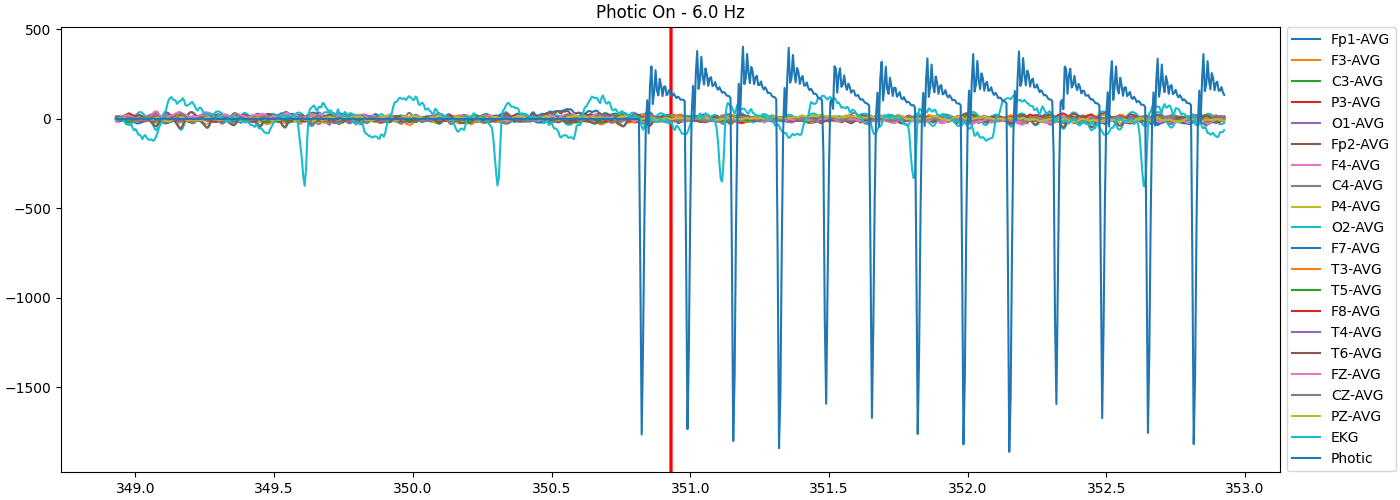 Photic On - 6.0 Hz
500
0
−500
−1000
−1500
349.0 349.5 350.0 350.5 351.0 351.5 352.0 352.5 353.0
Fp1-AVG
F3-AVG
C3-AVG
P3-AVG
O1-AVG
Fp2-AVG
F4-AVG
C4-AVG
P4-AVG
O2-AVG
F7-AVG
T3-AVG
T5-AVG
F8-AVG
T4-AVG
T6-AVG
FZ-AVG
CZ-AVG
PZ-AVG
EKG
Photic